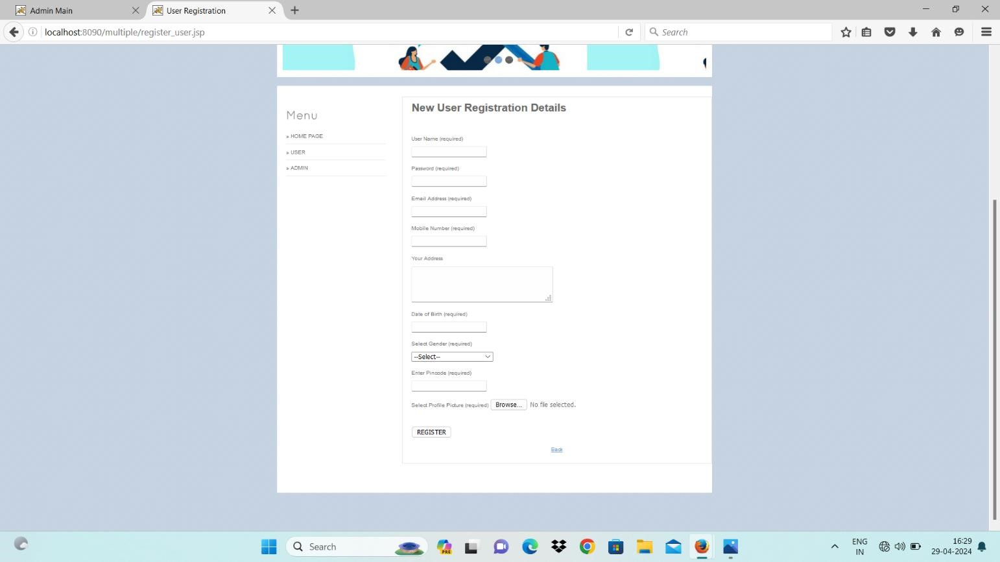 Admin Main
User Registration
localhost:8090/multiple/register_user.jsp
Search
Menu
» HOME PAGE
» USER
» ADMIN
New User Registration Details
User Name (required)
Password (required)
Email Address (required)
Mobile Number (required)
Your Address
Date of Birth (required)
Select Gender (required)
--Select--
Enter Pincode (required)
Select Profile Picture (required) Browse... No file selected.
REGISTER
Back
Search
PRE
ENG
IN
16:29
29-04-2024